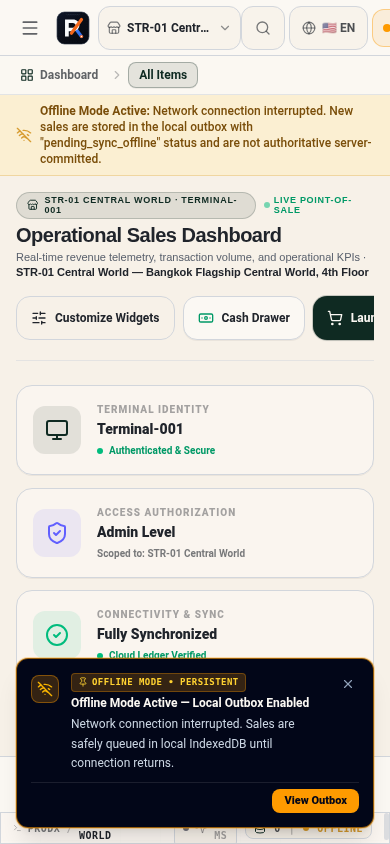 STR-01 Centr...
🇺🇸 EN
Dashboard
All Items
Offline Mode Active: Network connection interrupted. New
sales are stored in the local outbox with
"pending_sync_offline" status and are not authoritative server-
committed.
STR-01 CENTRAL WORLD · TERMINAL-
001
LIVE POINT-OF-
SALE
Operational Sales Dashboard
Real-time revenue telemetry, transaction volume, and operational KPIs ·
STR-01 Central World — Bangkok Flagship Central World, 4th Floor
Customize Widgets
Cash Drawer
Laun
TERMINAL IDENTITY
Terminal-001
Authenticated & Secure
ACCESS AUTHORIZATION
Admin Level
Scoped to: STR-01 Central World
CONNECTIVITY & SYNC
Fully Synchronized
Cloud Ledger Verified
OFFLINE MODE • PERSISTENT
Offline Mode Active — Local Outbox Enabled
Network connection interrupted. Sales are
safely queued in local IndexedDB until
connection returns.
View Outbox
WORLD
MS
OFFLINE